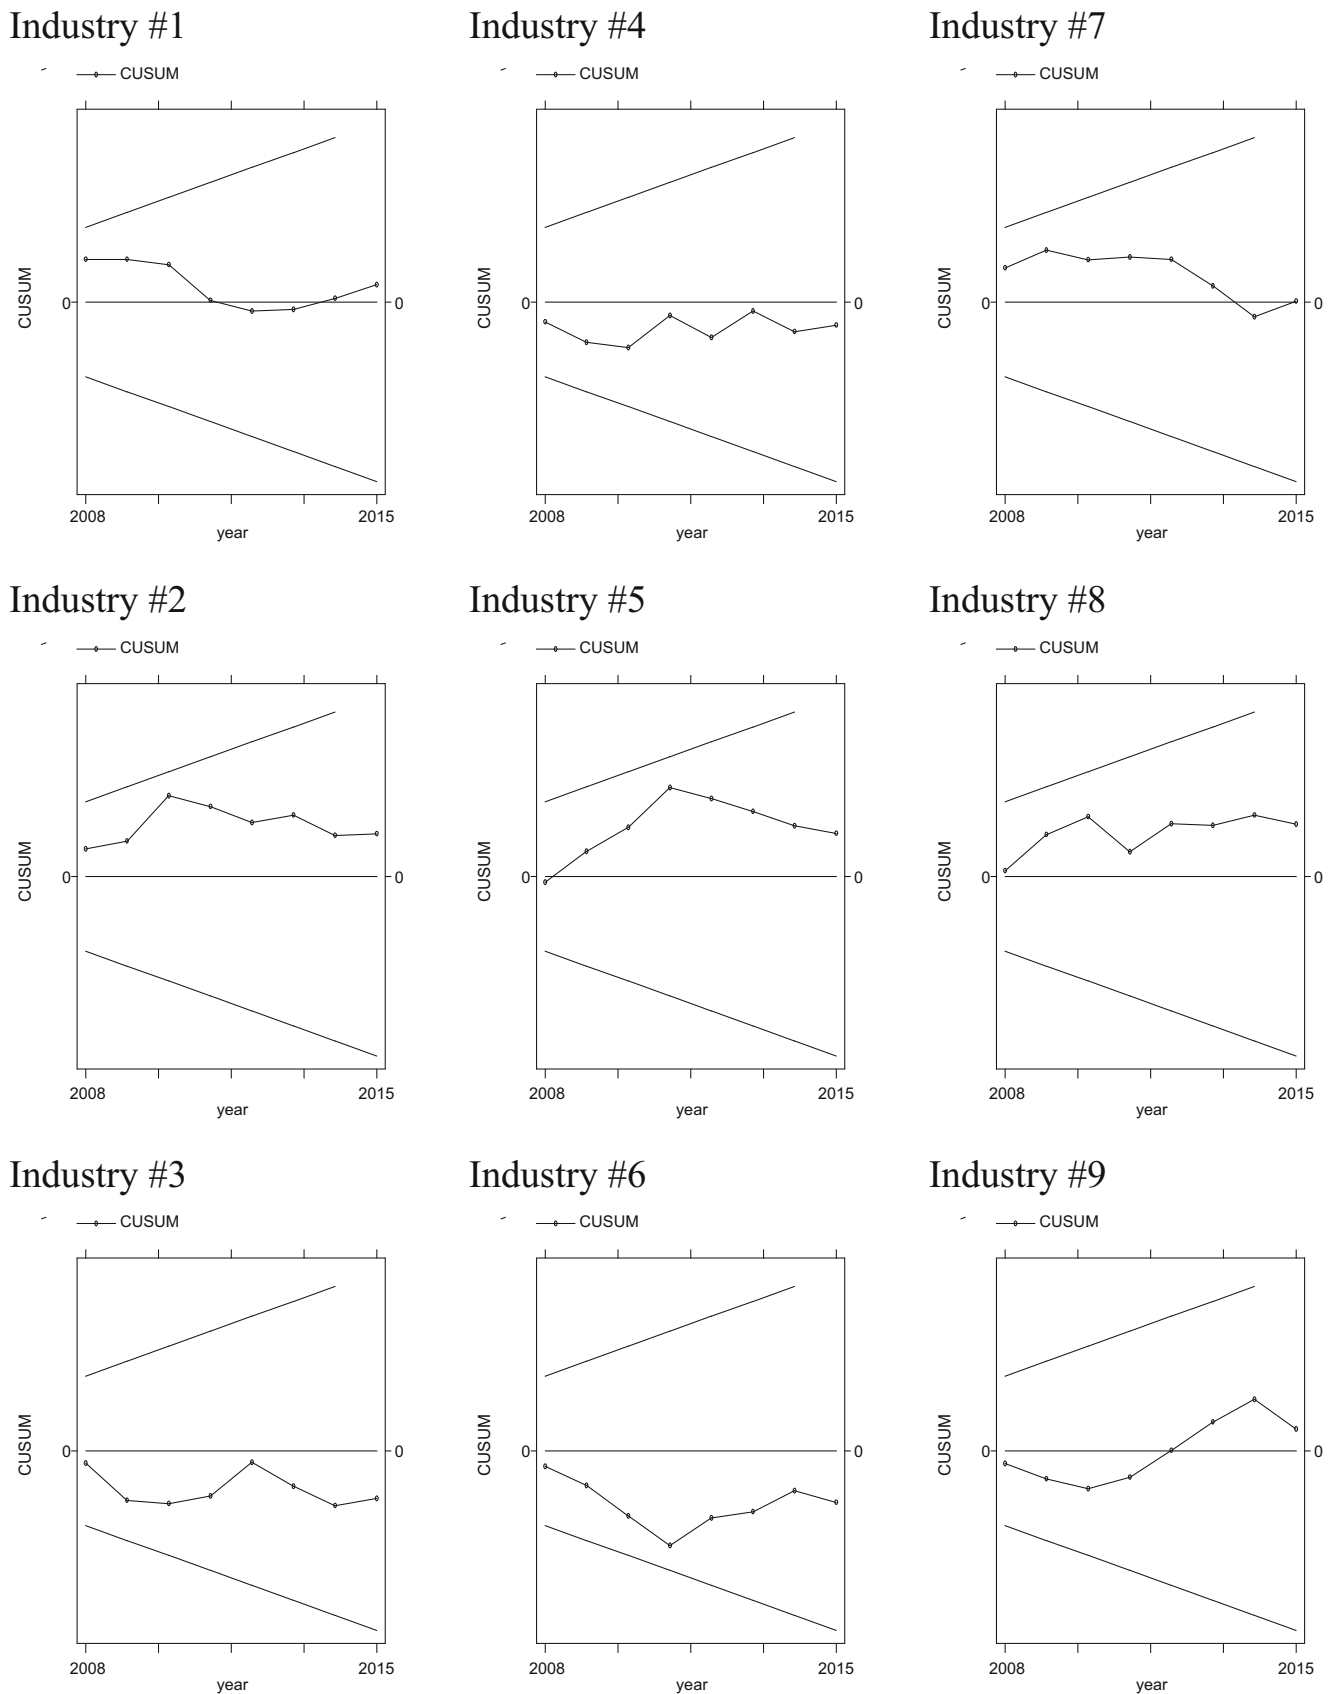 Industry #1
CUSUM
CUSUM
0
0
2008
2015
year
Industry #4
CUSUM
CUSUM
0
0
2008
2015
year
Industry #7
CUSUM
CUSUM
0
0
2008
2015
year
Industry #2
CUSUM
CUSUM
0
0
2008
2015
year
Industry #5
CUSUM
CUSUM
0
0
2008
2015
year
Industry #8
CUSUM
CUSUM
0
0
2008
2015
year
Industry #3
CUSUM
CUSUM
0
0
2008
2015
year
Industry #6
CUSUM
CUSUM
0
0
2008
2015
year
Industry #9
CUSUM
CUSUM
0
0
2008
2015
year